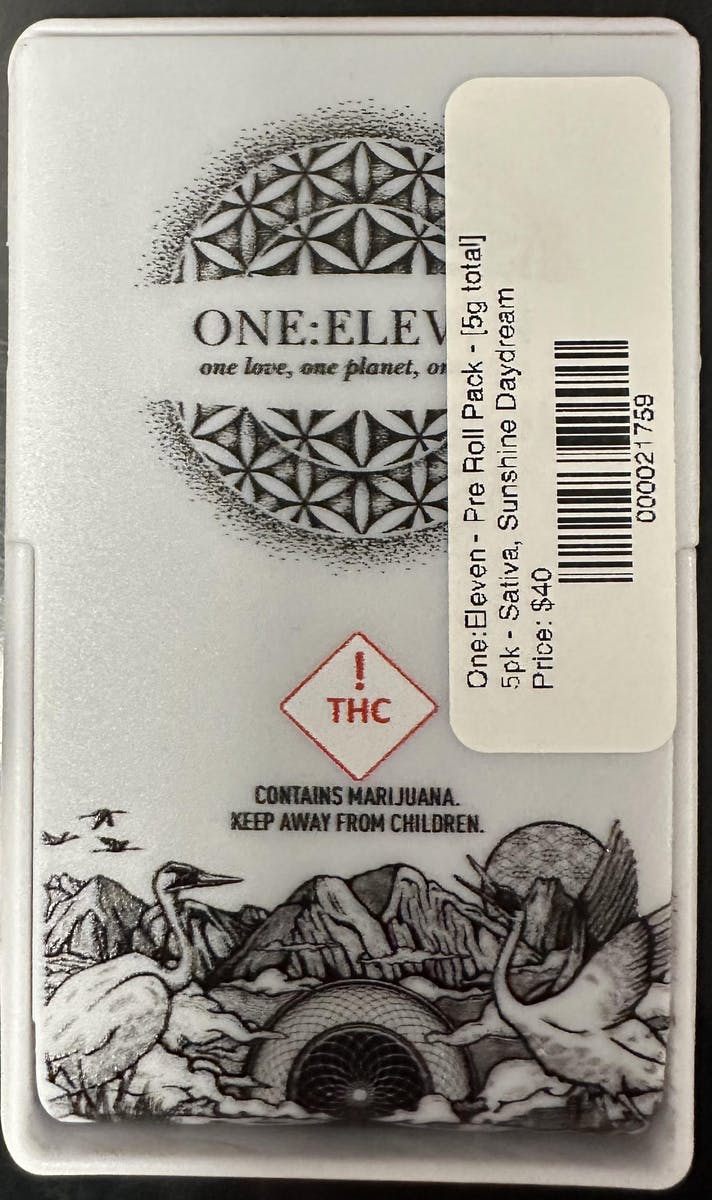 ONE:ELEV
one love, one planet,
!
THC
CONTAINS MARIJUANA.
KEEP AWAY FROM CHILDREN.
One:Eleven - Pre Roll Pack - [5g total]
5pk - Sativa, Sunshine Daydream
Price: $40
000021759